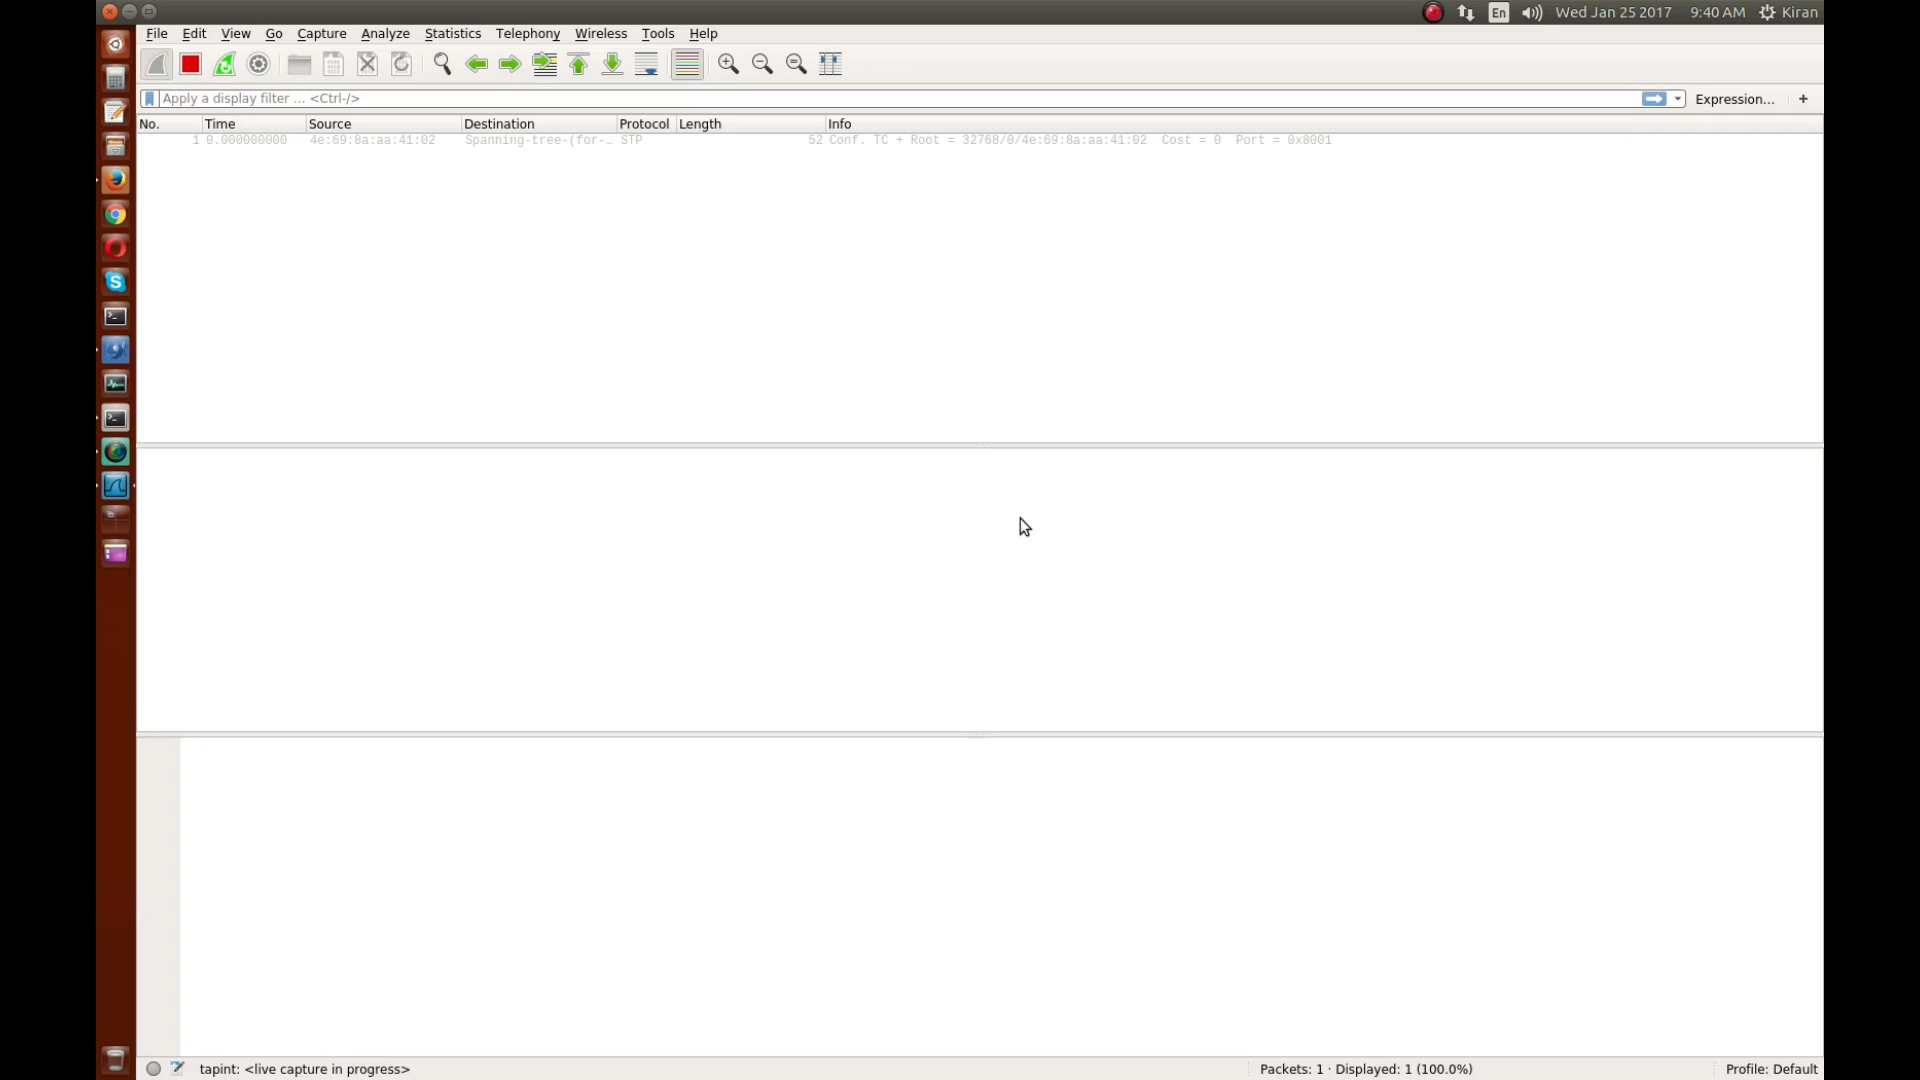 En Wed Jan 25 2017 9:40 AM Kiran
File Edit View Go Capture Analyze Statistics Telephony Wireless Tools Help
Apply a display filter ... <Ctrl-/> Expression... +
No. Time Source Destination Protocol Length Info
1 0.000000000 4e:69:8a:aa:41:02 Spanning-tree-(for-… STP 52 Conf. TC + Root = 32768/0/4e:69:8a:aa:41:02 Cost = 0 Port = 0x8001
tapint: <live capture in progress> Packets: 1 · Displayed: 1 (100.0%) Profile: Default